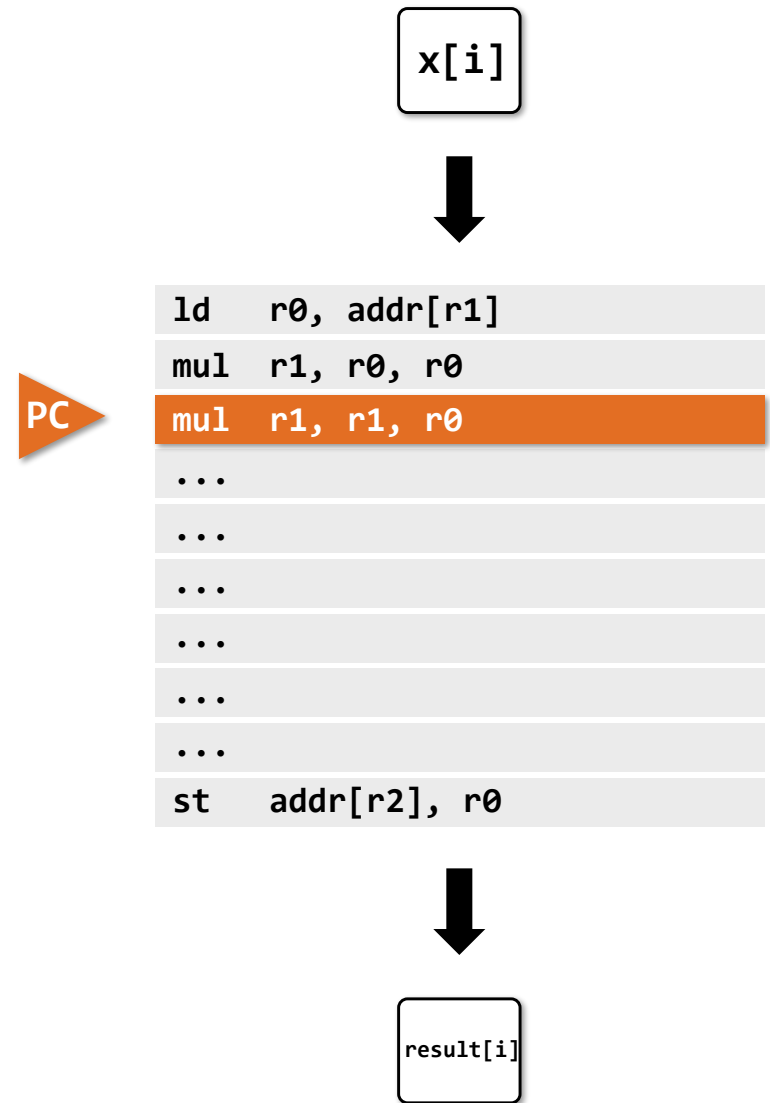 x[i]
ld r0, addr[r1]
mul r1, r0, r0
PC
mul r1, r1, r0
...
...
...
...
...
...
st addr[r2], r0
result[i]